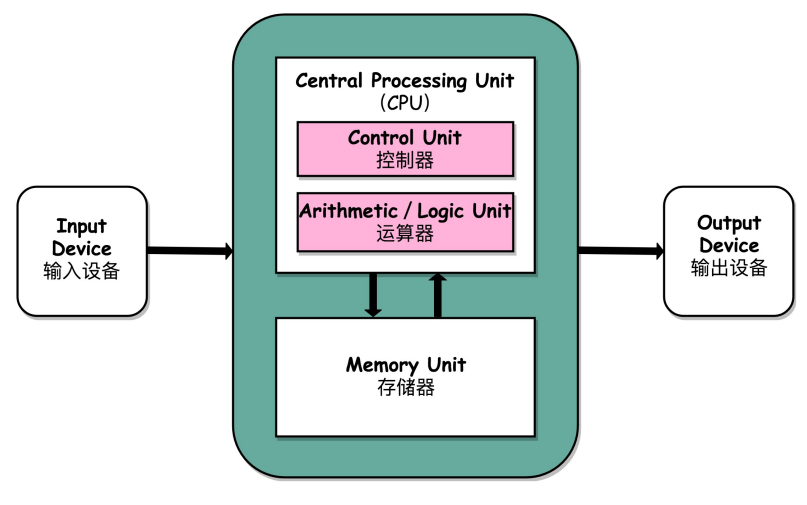 Central Processing Unit
（CPU）
Control Unit
控制器
Arithmetic / Logic Unit
运算器
Input
Device
输入设备
Output
Device
输出设备
Memory Unit
存储器